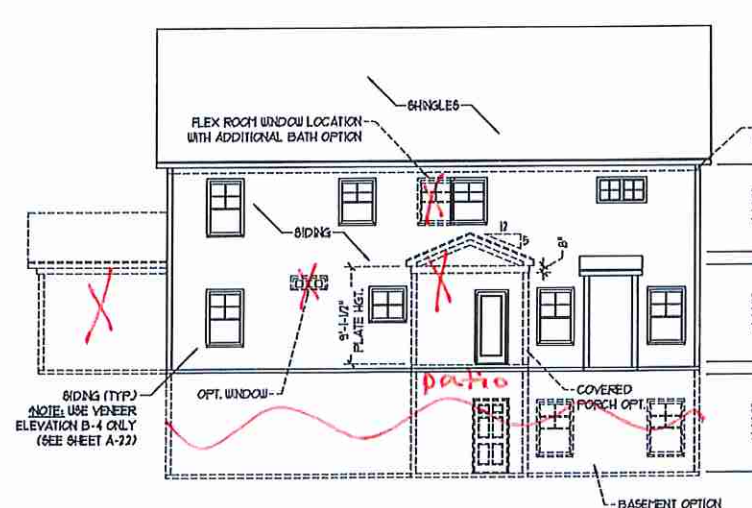 SHINGLES
FLEX ROOM WINDOW LOCATION
WITH ADDITIONAL BATH OPTION
12
5
8"
SIDING
9'-1-1/2"
PLATE HGT.
patio
SIDING (TYP.)
NOTE: USE VENEER
ELEVATION B-4 ONLY
(SEE SHEET A-22)
OPT. WINDOW
COVERED
PORCH OPT.
BASEMENT OPTION